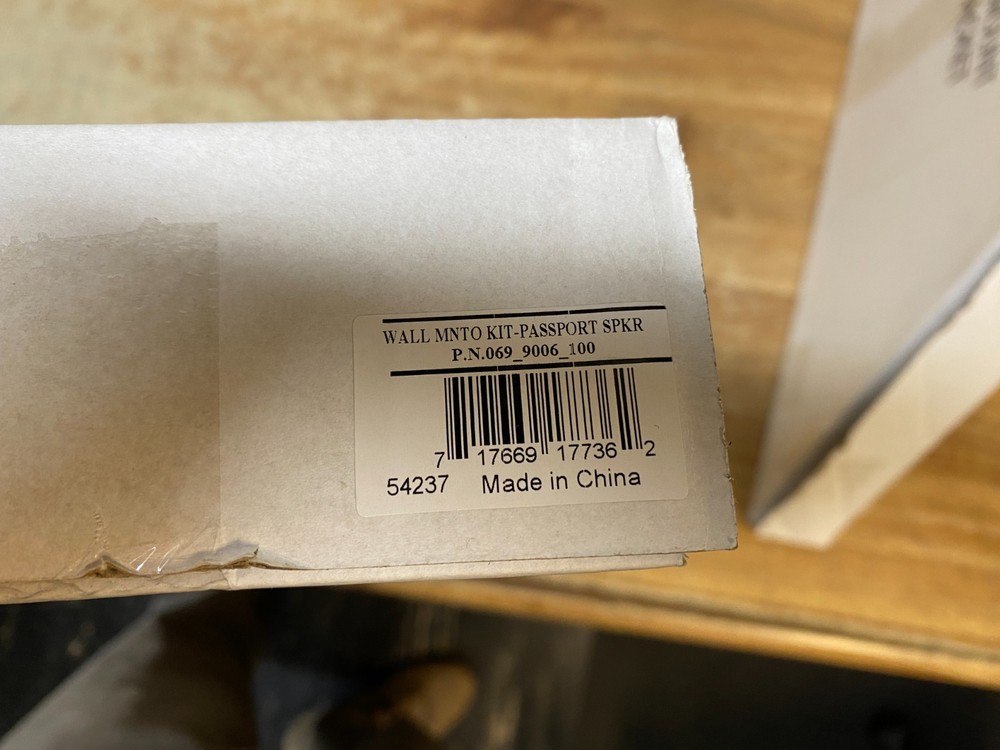 WALL MNTO KIT-PASSPORT SPKR
P.N.069_9006_100
7 17669 17736 2
54237 Made in China